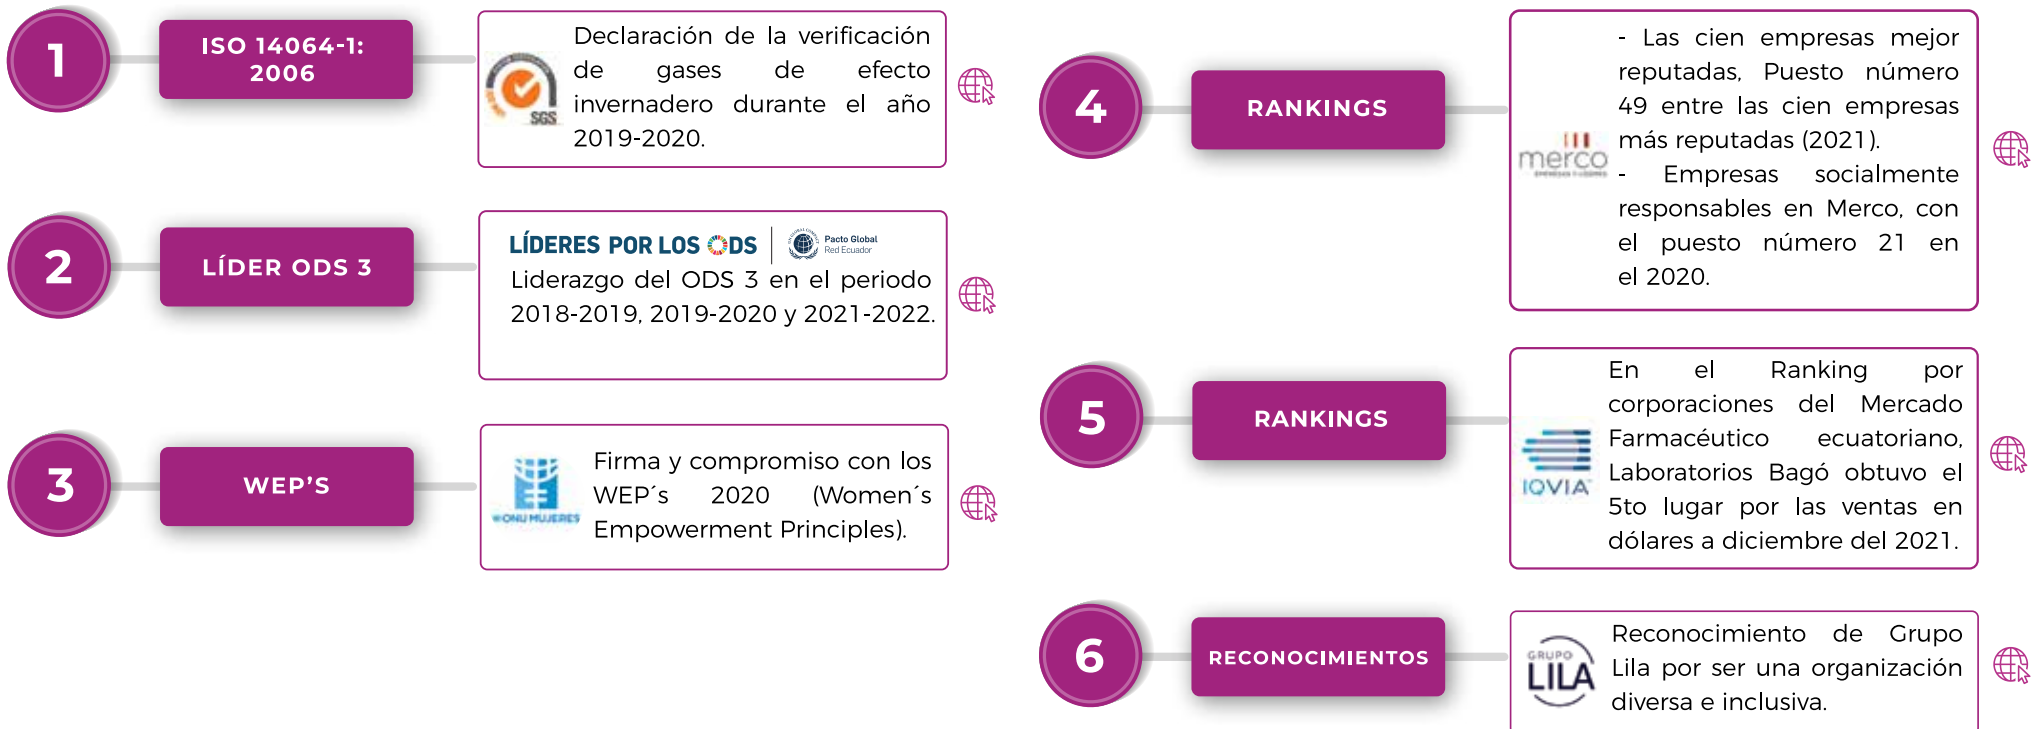 1
ISO 14064-1:
2006
SGS
Declaración de la verificación
de gases de efecto
invernadero durante el año
2019-2020.
2
LÍDER ODS 3
LÍDERES POR LOS ODS
Pacto Global
Red Ecuador
Liderazgo del ODS 3 en el periodo
2018-2019, 2019-2020 y 2021-2022.
3
WEP'S
ONU MUJERES
Firma y compromiso con los
WEP´s 2020 (Women´s
Empowerment Principles).
4
RANKINGS
merco
EMPRESAS Y LÍDERES
- Las cien empresas mejor
reputadas, Puesto número
49 entre las cien empresas
más reputadas (2021).
- Empresas socialmente
responsables en Merco, con
el puesto número 21 en
el 2020.
5
RANKINGS
IQVIA
En el Ranking por
corporaciones del Mercado
Farmacéutico ecuatoriano,
Laboratorios Bagó obtuvo el
5to lugar por las ventas en
dólares a diciembre del 2021.
6
RECONOCIMIENTOS
GRUPO
LILA
Reconocimiento de Grupo
Lila por ser una organización
diversa e inclusiva.